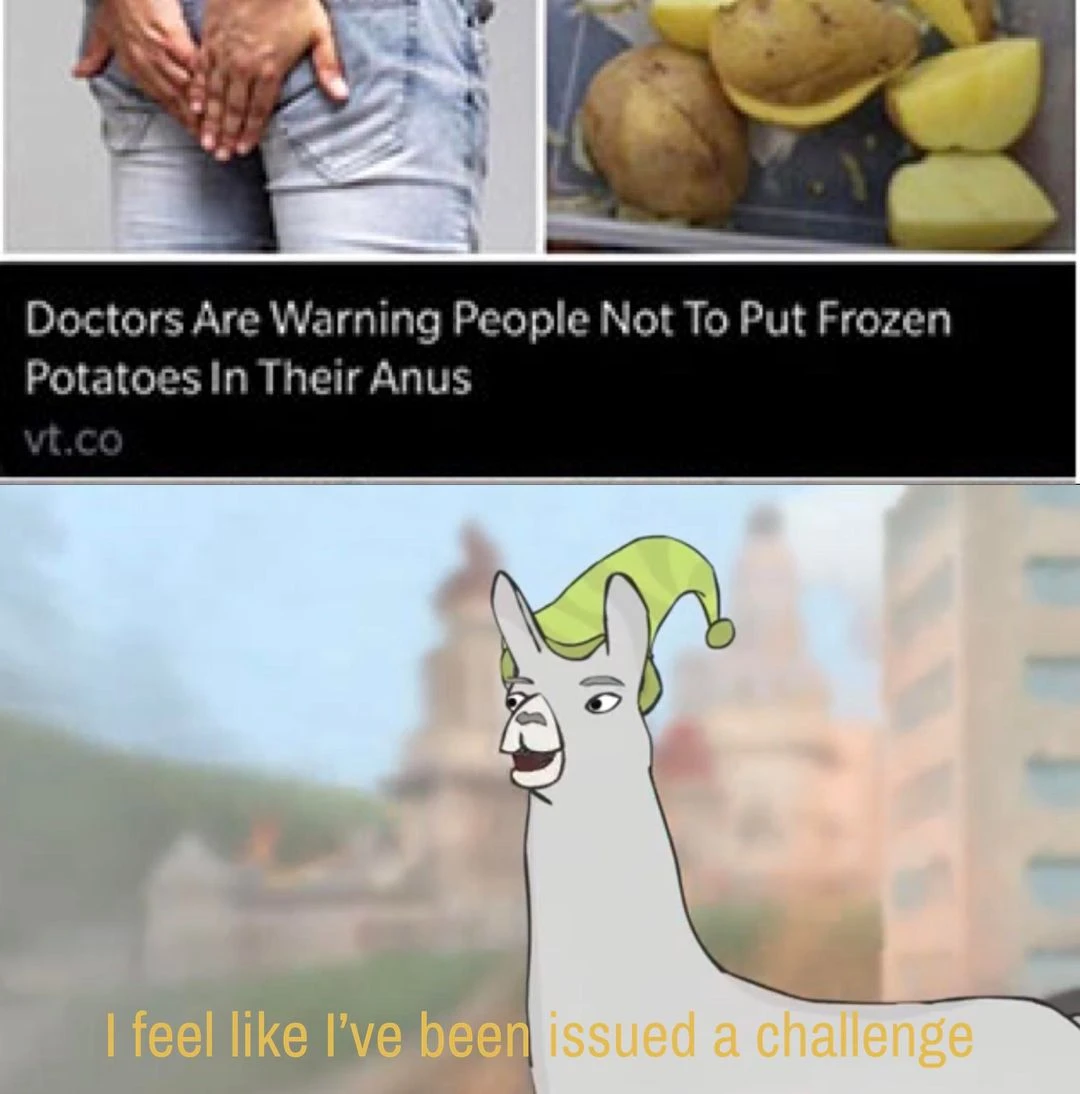 Doctors Are Warning People Not To Put Frozen
Potatoes In Their Anus
vt.co
I feel like I've been issued a challenge